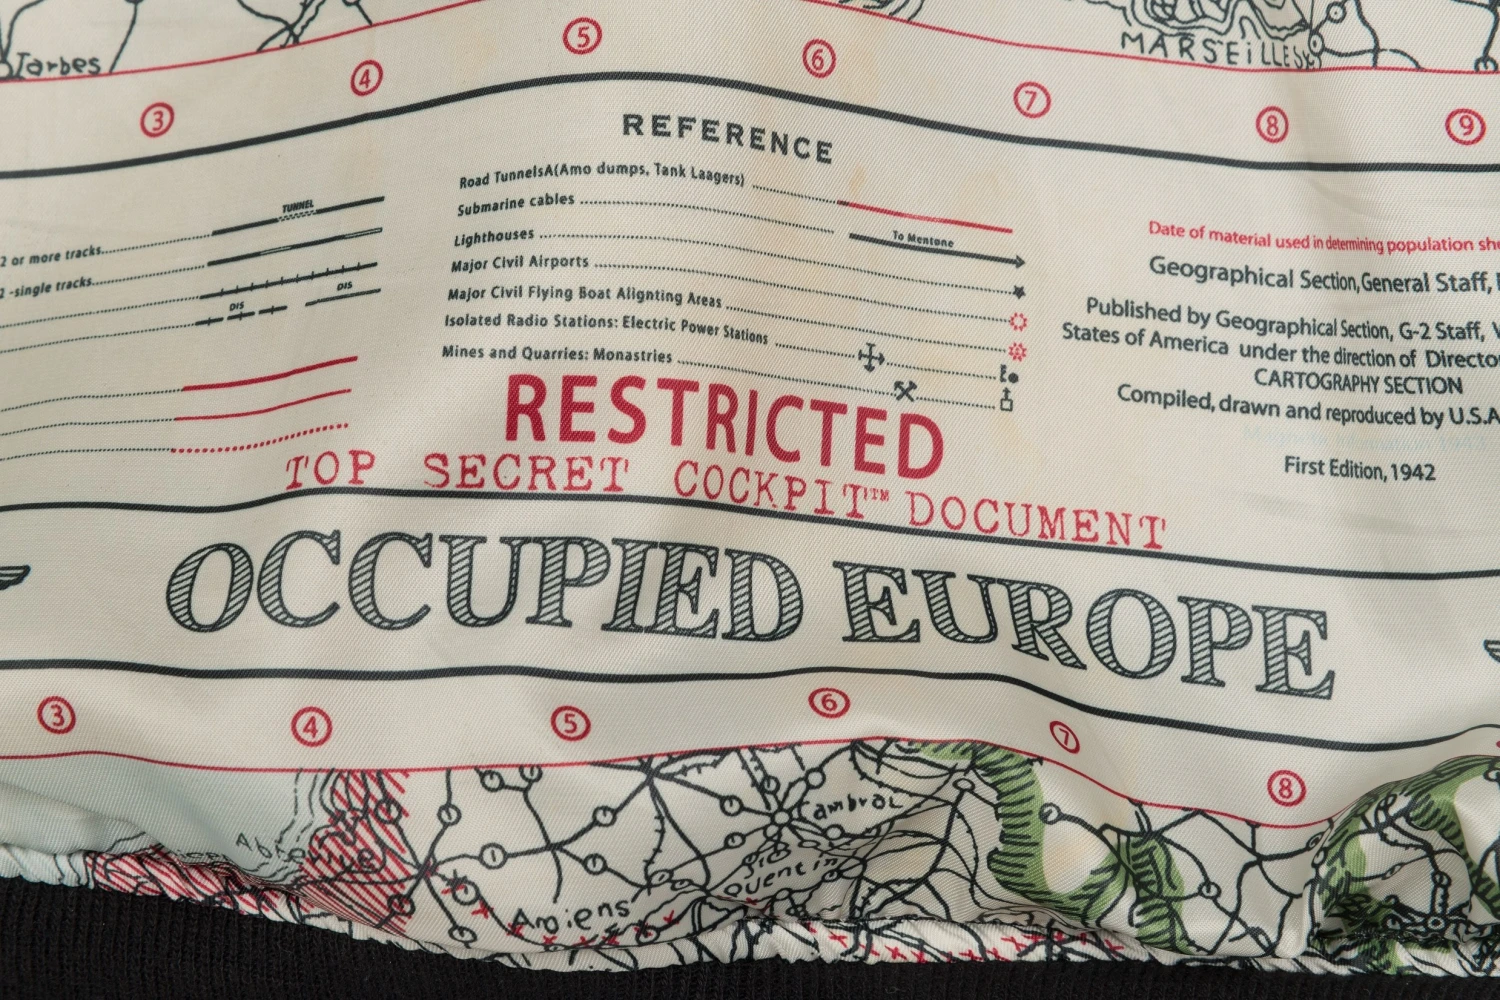 Tarbes
MARSEiLLES
3
4
5
6
7
8
9
REFERENCE
TUNNEL
2 or more tracks
2 -single tracks
DIS
DIS
Road TunnelsA(Amo dumps, Tank Laagers)
Submarine cables
To Mentone
Lighthouses
Major Civil Airports
Major Civil Flying Boat Alignting Areas
Isolated Radio Stations: Electric Power Stations
Mines and Quarries: Monastries
Date of material used in determining population
Geographical Section, General Staff,
Published by Geographical Section, G-2 Staff,
States of America under the direction of
CARTOGRAPHY SECTION
Compiled, drawn and reproduced by U.S.A
First Edition, 1942
RESTRICTED
TOP SECRET COCKPIT™ DOCUMENT
OCCUPIED EUROPE
3
4
5
6
7
8
Cambrai
St
Quentin
Amiens